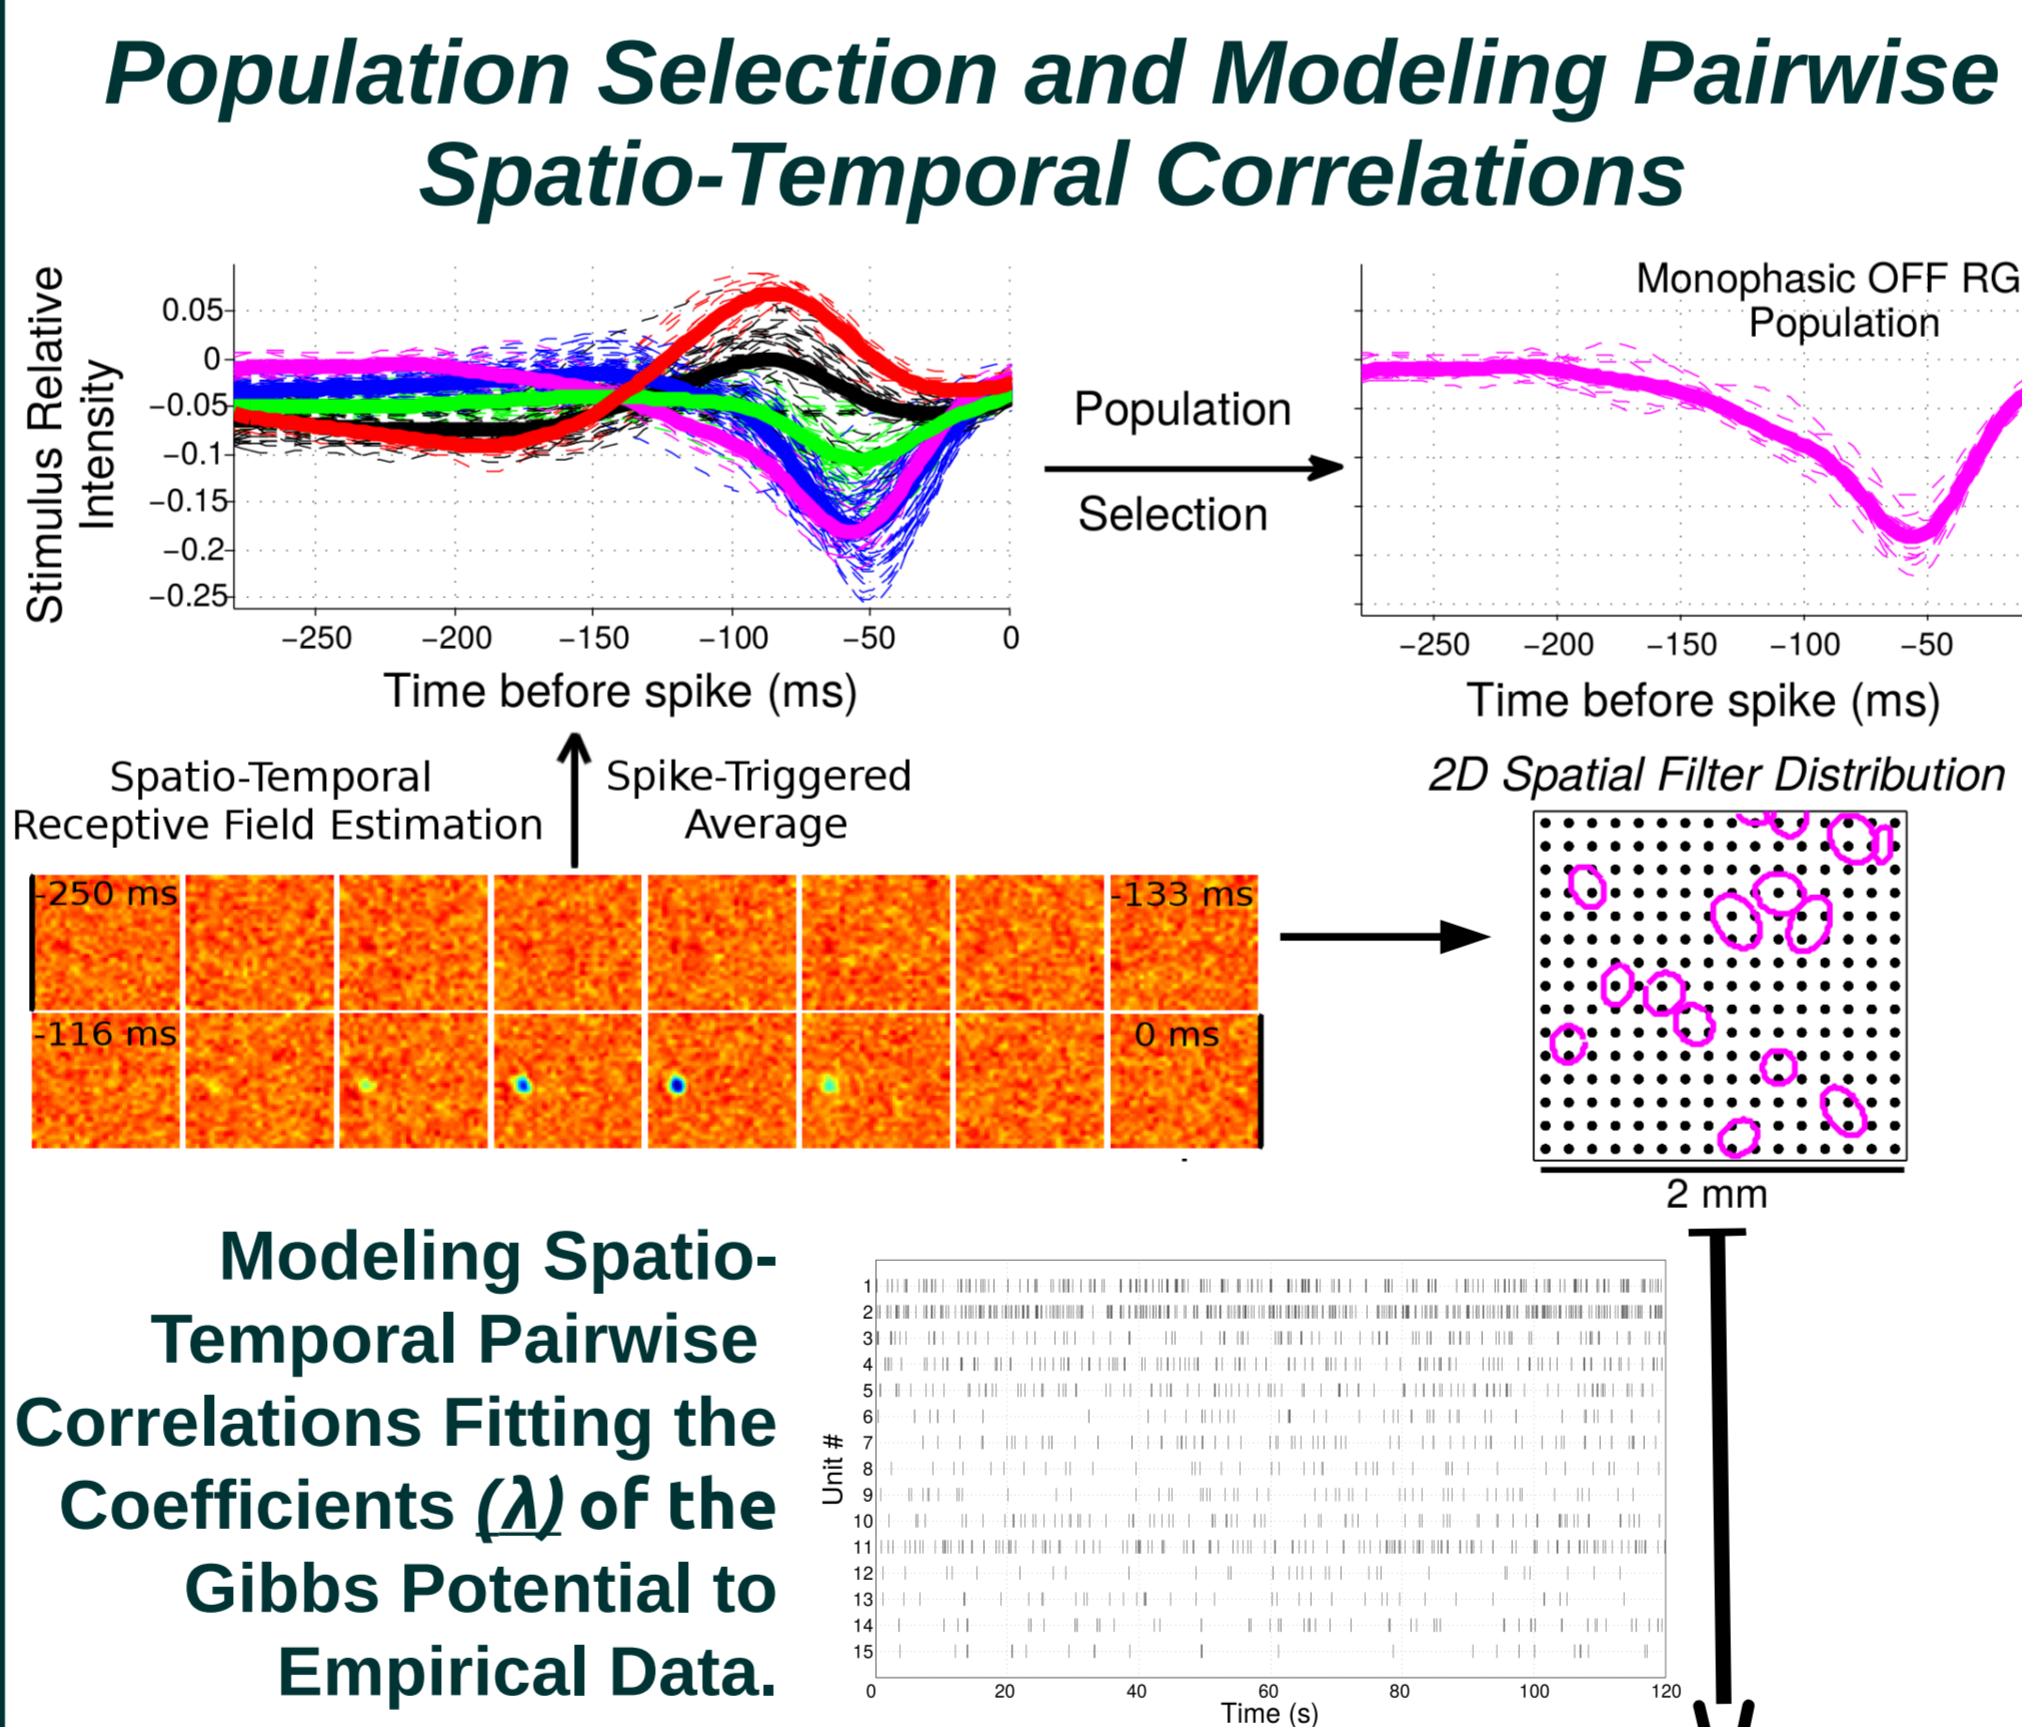 Population Selection and Modeling Pairwise
Spatio-Temporal Correlations
Stimulus Relative
Intensity
0.05
0
−0.05
−0.1
−0.15
−0.2
−0.25
−250 −200 −150 −100 −50 0
Time before spike (ms)
Population
Selection
Monophasic OFF RG
Population
−250 −200 −150 −100 −50
Time before spike (ms)
Spatio-Temporal
Receptive Field Estimation
Spike-Triggered
Average
-250 ms
-133 ms
-116 ms
0 ms
2D Spatial Filter Distribution
2 mm
Modeling Spatio-
Temporal Pairwise
Correlations Fitting the
Coefficients (λ) of the
Gibbs Potential to
Empirical Data.
Unit #
1
2
3
4
5
6
7
8
9
10
11
12
13
14
15
0 20 40 60 80 100 120
Time (s)